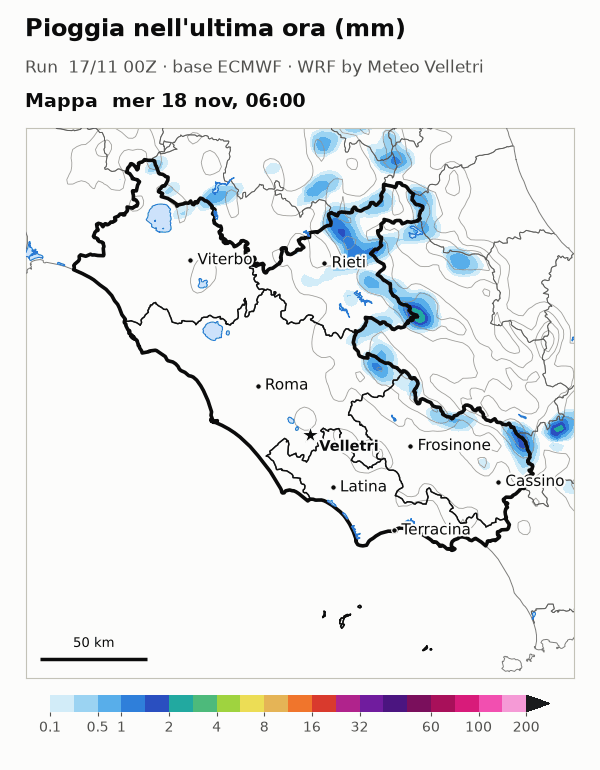 Pioggia nell'ultima ora (mm)
Run 17/11 00Z · base ECMWF · WRF by Meteo Velletri
Mappa mer 18 nov, 06:00
Viterbo
Rieti
Roma
Velletri
Frosinone
Latina
Cassino
Terracina
50 km
0.1 0.5 1 2 4 8 16 32 60 100 200